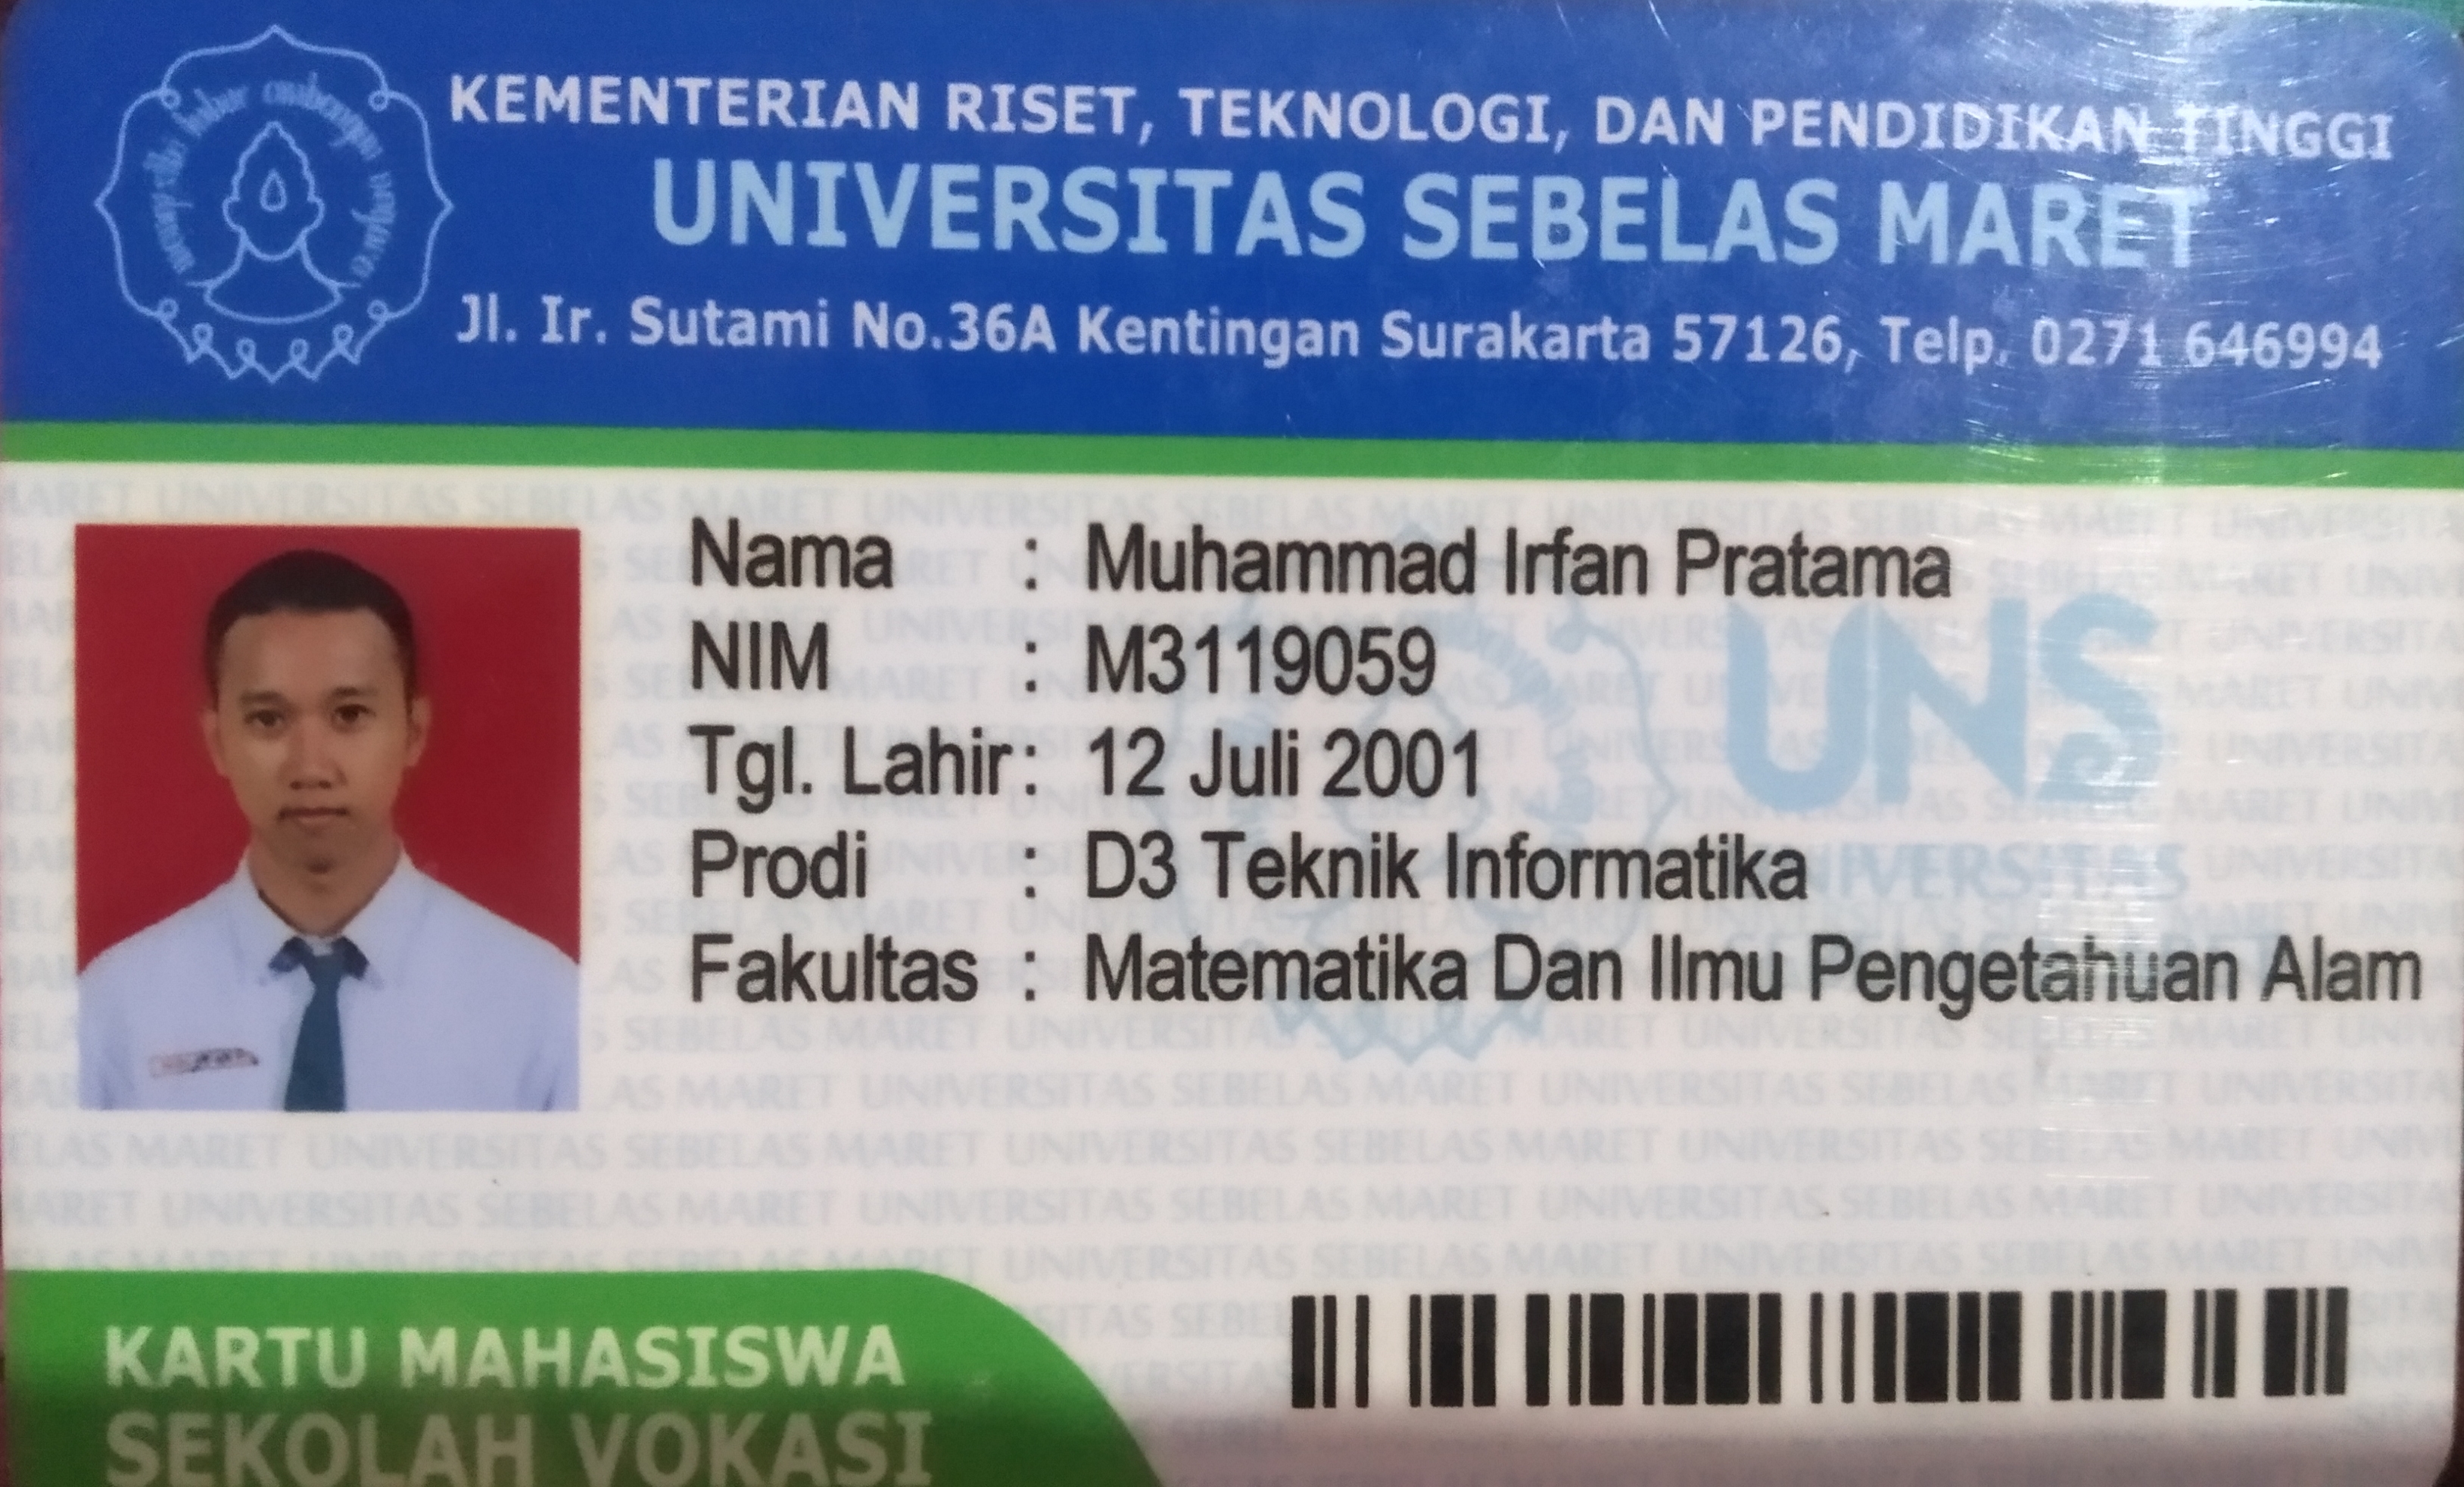 KEMENTERIAN RISET, TEKNOLOGI, DAN PENDIDIKAN TINGGI
UNIVERSITAS SEBELAS MARET
Jl. Ir. Sutami No.36A Kentingan Surakarta 57126, Telp. 0271 646994
Nama : Muhammad Irfan Pratama
NIM : M3119059
Tgl. Lahir : 12 Juli 2001
Prodi : D3 Teknik Informatika
Fakultas : Matematika Dan Ilmu Pengetahuan Alam
UNS
UNIVERSITAS
KARTU MAHASISWA
SEKOLAH VOKASI